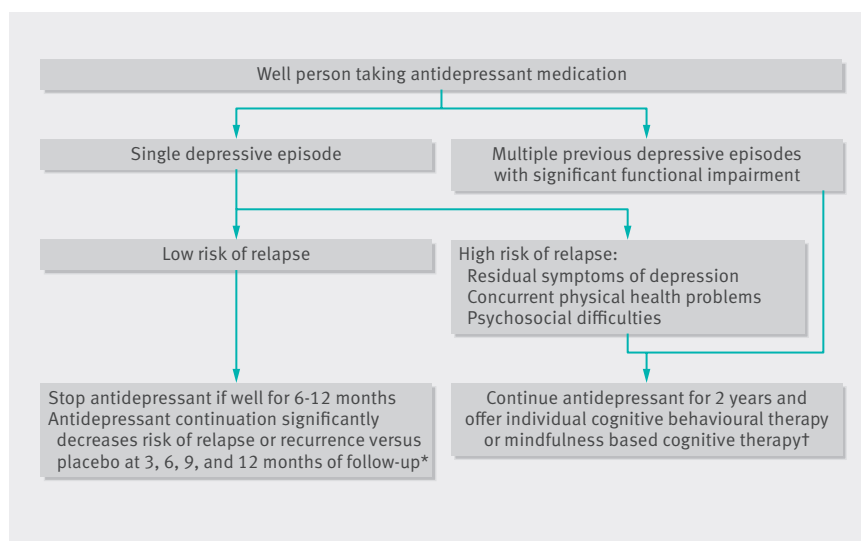 Well person taking antidepressant medication
Single depressive episode
Multiple previous depressive episodes
with significant functional impairment
Low risk of relapse
High risk of relapse:
Residual symptoms of depression
Concurrent physical health problems
Psychosocial difficulties
Stop antidepressant if well for 6-12 months
Antidepressant continuation significantly
decreases risk of relapse or recurrence versus
placebo at 3, 6, 9, and 12 months of follow-up*
Continue antidepressant for 2 years and
offer individual cognitive behavioural therapy
or mindfulness based cognitive therapy†